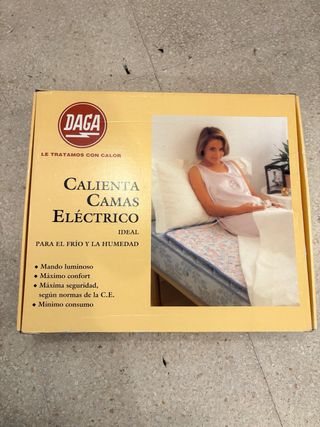 DAGA
LE TRATAMOS CON CALOR
CALIENTA
CAMAS
ELÉCTRICO
IDEAL
PARA EL FRÍO Y LA HUMEDAD
◆ Mando luminoso
◆ Máximo confort
◆ Máxima seguridad,
según normas de la C.E.
◆ Mínimo consumo